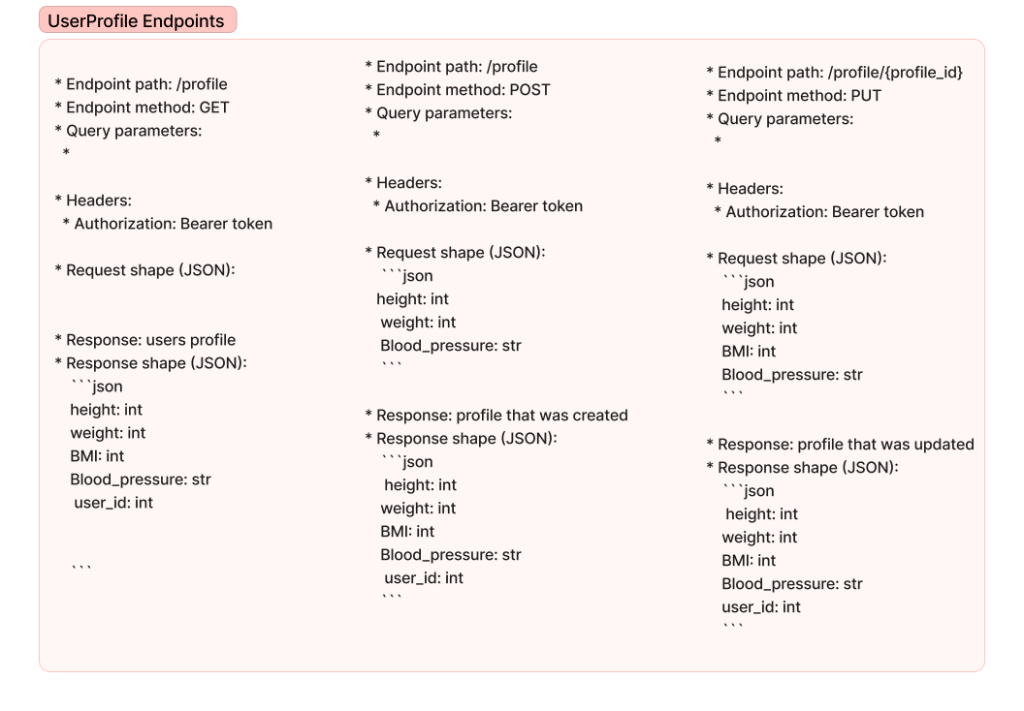 UserProfile Endpoints
* Endpoint path: /profile
* Endpoint method: GET
* Query parameters:
*
* Headers:
* Authorization: Bearer token
* Request shape (JSON):
* Response: users profile
* Response shape (JSON):
```json
height: int
weight: int
BMI: int
Blood_pressure: str
user_id: int
```
* Endpoint path: /profile
* Endpoint method: POST
* Query parameters:
*
* Headers:
* Authorization: Bearer token
* Request shape (JSON):
```json
height: int
weight: int
Blood_pressure: str
```
* Response: profile that was created
* Response shape (JSON):
```json
height: int
weight: int
BMI: int
Blood_pressure: str
user_id: int
```
* Endpoint path: /profile/{profile_id}
* Endpoint method: PUT
* Query parameters:
*
* Headers:
* Authorization: Bearer token
* Request shape (JSON):
```json
height: int
weight: int
BMI: int
Blood_pressure: str
```
* Response: profile that was updated
* Response shape (JSON):
```json
height: int
weight: int
BMI: int
Blood_pressure: str
user_id: int
```